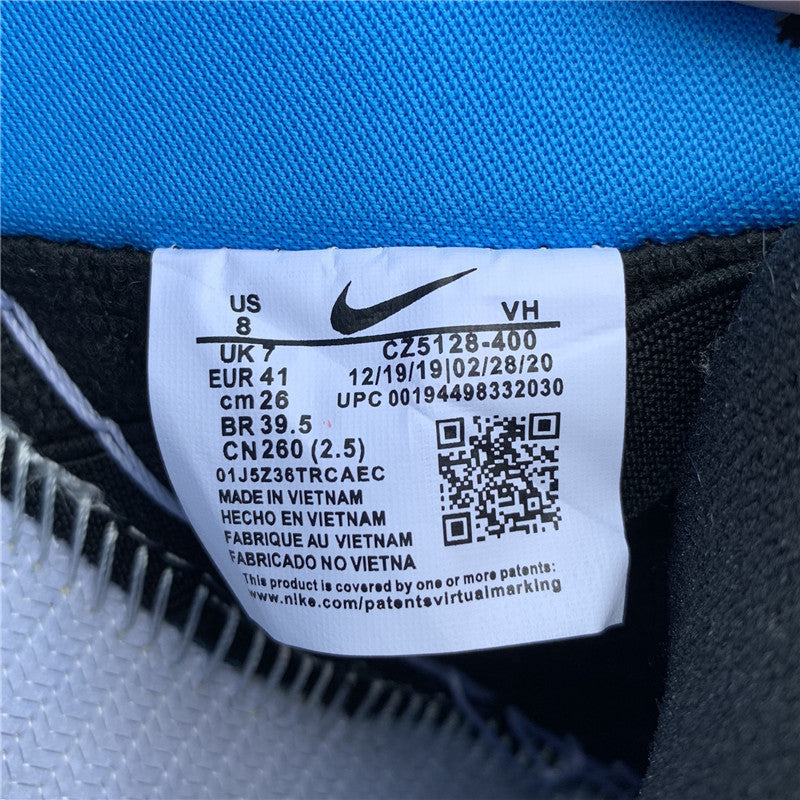 US
8
VH
UK 7
CZ5128-400
EUR 41
12/19/19|02/28/20
cm 26
UPC 00194498332030
BR 39.5
CN 260 (2.5)
01J5Z36TRCAEC
MADE IN VIETNAM
HECHO EN VIETNAM
FABRIQUE AU VIETNAM
FABRICADO NO VIETNA
This product is covered by one or more patents:
www.nike.com/patentsvirtualmarking